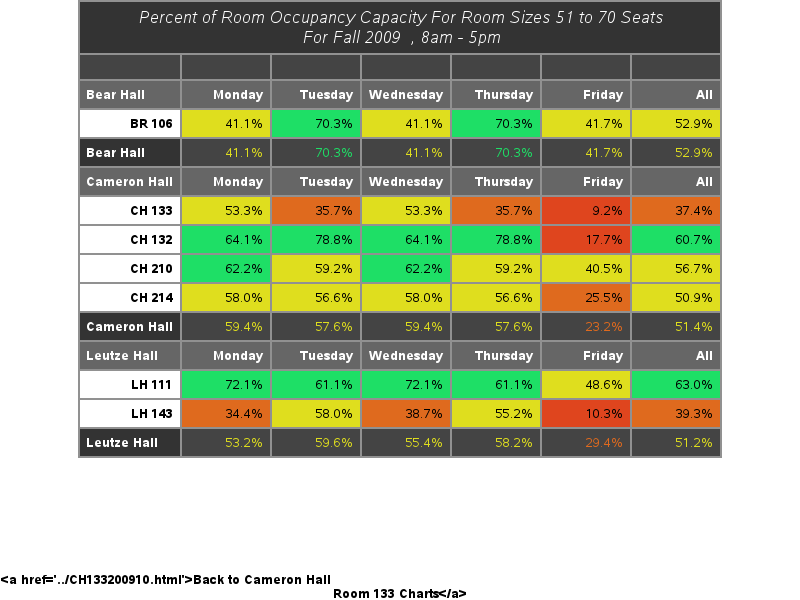 Percent of Room Occupancy Capacity For Room Sizes 51 to 70 Seats
For Fall 2009 , 8am - 5pm
Bear Hall Monday Tuesday Wednesday Thursday Friday All
BR 106 41.1% 70.3% 41.1% 70.3% 41.7% 52.9%
Bear Hall 41.1% 70.3% 41.1% 70.3% 41.7% 52.9%
Cameron Hall Monday Tuesday Wednesday Thursday Friday All
CH 133 53.3% 35.7% 53.3% 35.7% 9.2% 37.4%
CH 132 64.1% 78.8% 64.1% 78.8% 17.7% 60.7%
CH 210 62.2% 59.2% 62.2% 59.2% 40.5% 56.7%
CH 214 58.0% 56.6% 58.0% 56.6% 25.5% 50.9%
Cameron Hall 59.4% 57.6% 59.4% 57.6% 23.2% 51.4%
Leutze Hall Monday Tuesday Wednesday Thursday Friday All
LH 111 72.1% 61.1% 72.1% 61.1% 48.6% 63.0%
LH 143 34.4% 58.0% 38.7% 55.2% 10.3% 39.3%
Leutze Hall 53.2% 59.6% 55.4% 58.2% 29.4% 51.2%
<a href='../CH133200910.html'>Back to Cameron Hall
Room 133 Charts</a>